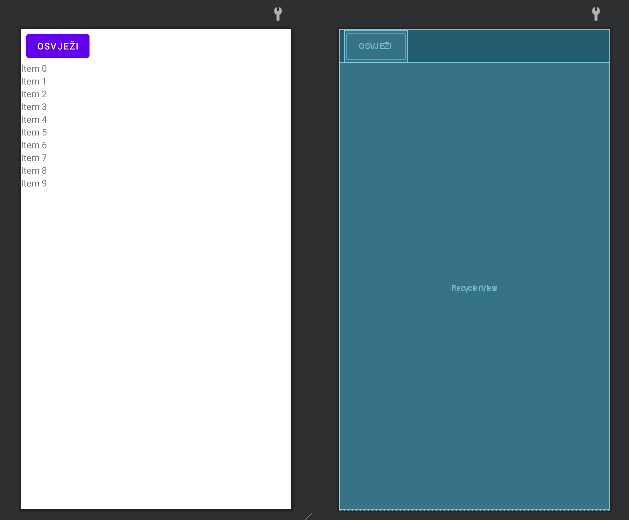 OSVJEŽI
Item 0
Item 1
Item 2
Item 3
Item 4
Item 5
Item 6
Item 7
Item 8
Item 9
OSVJEŽI
RecyclerView